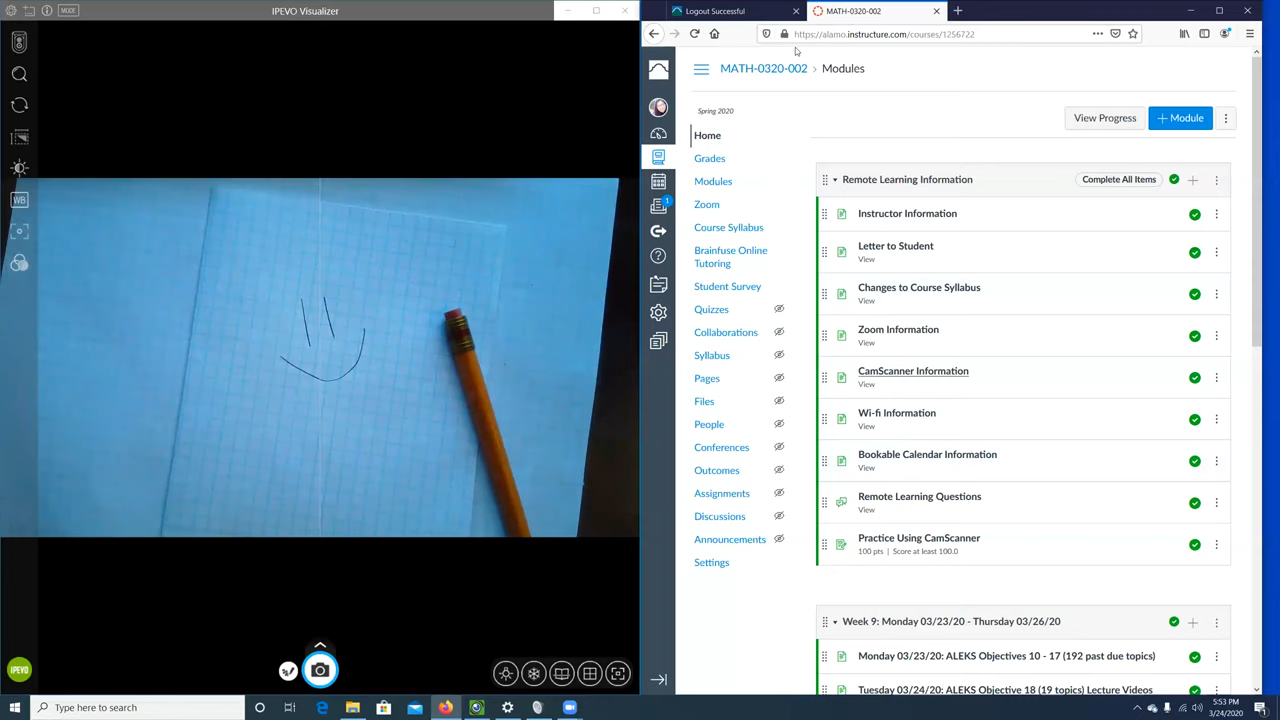 MODE
IPEVO Visualizer
WB
IPEVO
Type here to search
Logout Successful
MATH-0320-002
https://alamo.instructure.com/courses/1256722
MATH-0320-002 > Modules
Spring 2020
Home
Grades
Modules
Zoom
Course Syllabus
Brainfuse Online
Tutoring
Student Survey
Quizzes
Collaborations
Syllabus
Pages
Files
People
Conferences
Outcomes
Assignments
Discussions
Announcements
Settings
1
View Progress
+ Module
Remote Learning Information
Complete All Items
Instructor Information
Letter to Student
View
Changes to Course Syllabus
View
Zoom Information
View
CamScanner Information
View
Wi-fi Information
View
Bookable Calendar Information
View
Remote Learning Questions
View
Practice Using CamScanner
100 pts | Score at least 100.0
Week 9: Monday 03/23/20 - Thursday 03/26/20
Monday 03/23/20: ALEKS Objectives 10 - 17 (192 past due topics)
Tuesday 03/24/20: ALEKS Objective 18 (19 topics) Lecture Videos
5:53 PM
3/24/2020